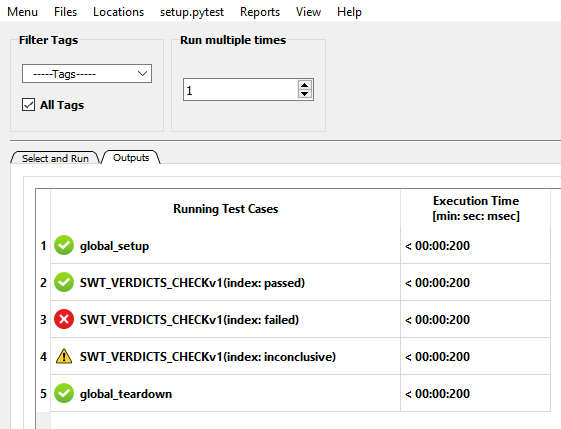 Menu Files Locations setup.pytest Reports View Help
Filter Tags
Run multiple times
-----Tags-----
1
All Tags
Select and Run Outputs
Running Test Cases
Execution Time
[min: sec: msec]
1 global_setup < 00:00:200
2 SWT_VERDICTS_CHECKv1(index: passed) < 00:00:200
3 SWT_VERDICTS_CHECKv1(index: failed) < 00:00:200
4 SWT_VERDICTS_CHECKv1(index: inconclusive) < 00:00:200
5 global_teardown < 00:00:200